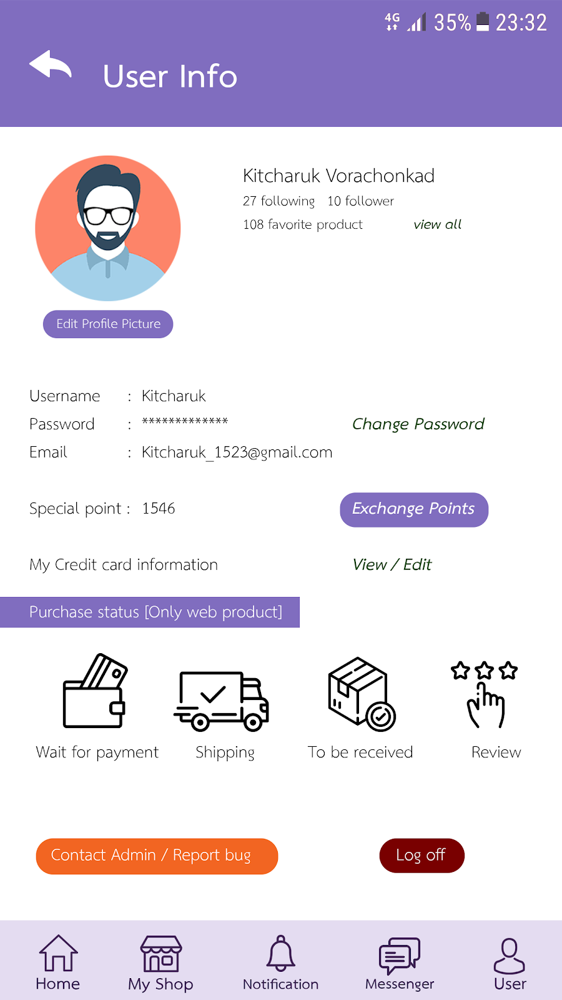 4G 35% 23:32
User Info
Kitcharuk Vorachonkad
27 following 10 follower
108 favorite product view all
Edit Profile Picture
Username : Kitcharuk
Password : ************* Change Password
Email : Kitcharuk_1523@gmail.com
Special point : 1546 Exchange Points
My Credit card information View / Edit
Purchase status [Only web product]
Wait for payment Shipping To be received Review
Contact Admin / Report bug Log off
Home My Shop Notification Messenger User